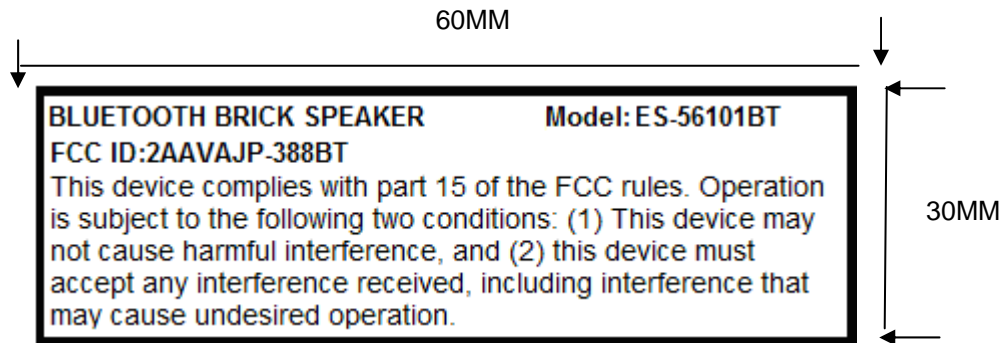 60MM
BLUETOOTH BRICK SPEAKER Model: ES-56101BT
FCC ID:2AAVAJP-388BT
This device complies with part 15 of the FCC rules. Operation
is subject to the following two conditions: (1) This device may
not cause harmful interference, and (2) this device must
accept any interference received, including interference that
may cause undesired operation.
30MM